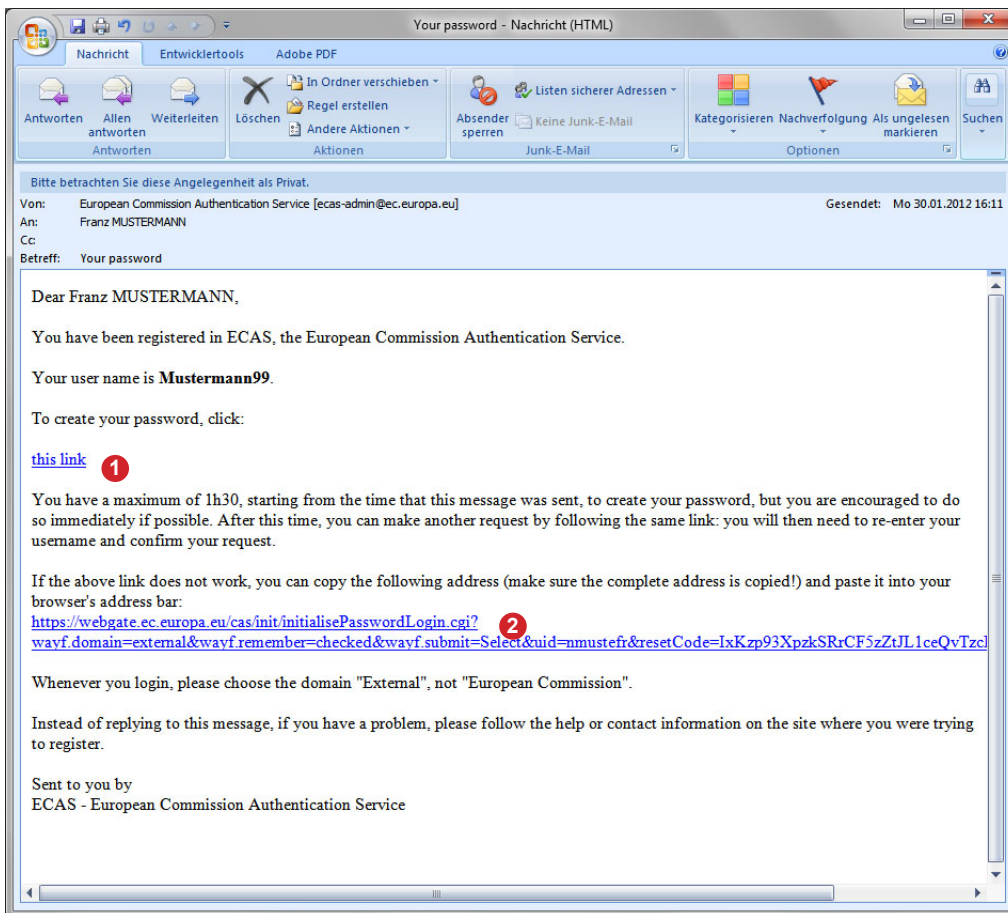 Your password - Nachricht (HTML)
Nachricht Entwicklertools Adobe PDF
Antworten Allen antworten Weiterleiten
Antworten
Löschen In Ordner verschieben
Regel erstellen
Andere Aktionen
Aktionen
Absender sperren Listen sicherer Adressen
Keine Junk-E-Mail
Junk-E-Mail
Kategorisieren Nachverfolgung Als ungelesen markieren
Optionen
Suchen
Bitte betrachten Sie diese Angelegenheit als Privat.
Von: European Commission Authentication Service [ecas-admin@ec.europa.eu] Gesendet: Mo 30.01.2012 16:11
An: Franz MUSTERMANN
Cc:
Betreff: Your password
Dear Franz MUSTERMANN,
You have been registered in ECAS, the European Commission Authentication Service.
Your user name is Mustermann99.
To create your password, click:
this link 1
You have a maximum of 1h30, starting from the time that this message was sent, to create your password, but you are encouraged to do
so immediately if possible. After this time, you can make another request by following the same link: you will then need to re-enter your
username and confirm your request.
If the above link does not work, you can copy the following address (make sure the complete address is copied!) and paste it into your
browser's address bar:
https://webgate.ec.europa.eu/cas/init/initialisePasswordLogin.cgi? 2
wayf.domain=external&wayf.remember=checked&wayf.submit=Select&uid=nmustefr&resetCode=IxKzp93XpzkSRrCF5zZtJL1ceQvTzcl
Whenever you login, please choose the domain "External", not "European Commission".
Instead of replying to this message, if you have a problem, please follow the help or contact information on the site where you were trying
to register.
Sent to you by
ECAS - European Commission Authentication Service